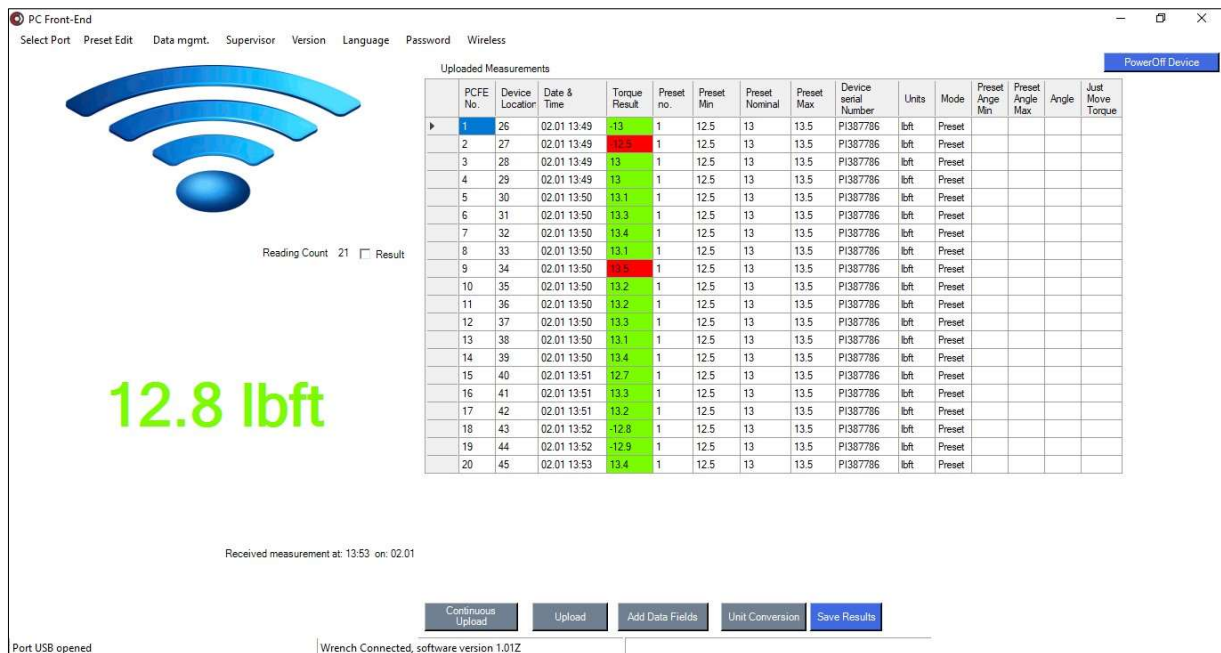 PC Front-End
Select Port Preset Edit Data mgmt. Supervisor Version Language Password Wireless
PowerOff Device
Uploaded Measurements
PCFE No. Device Location Date & Time Torque Result Preset no. Preset Min Preset Nominal Preset Max Device serial Number Units Mode Preset Ange Min Preset Angle Max Angle Just Move Torque
1 26 02.01 13:49 -13 1 12.5 13 13.5 PI387786 lbft Preset
2 27 02.01 13:49 -12.5 1 12.5 13 13.5 PI387786 lbft Preset
3 28 02.01 13:49 13 1 12.5 13 13.5 PI387786 lbft Preset
4 29 02.01 13:49 13 1 12.5 13 13.5 PI387786 lbft Preset
5 30 02.01 13:50 13.1 1 12.5 13 13.5 PI387786 lbft Preset
6 31 02.01 13:50 13.3 1 12.5 13 13.5 PI387786 lbft Preset
7 32 02.01 13:50 13.4 1 12.5 13 13.5 PI387786 lbft Preset
8 33 02.01 13:50 13.1 1 12.5 13 13.5 PI387786 lbft Preset
9 34 02.01 13:50 13.5 1 12.5 13 13.5 PI387786 lbft Preset
10 35 02.01 13:50 13.2 1 12.5 13 13.5 PI387786 lbft Preset
11 36 02.01 13:50 13.2 1 12.5 13 13.5 PI387786 lbft Preset
12 37 02.01 13:50 13.3 1 12.5 13 13.5 PI387786 lbft Preset
13 38 02.01 13:50 13.1 1 12.5 13 13.5 PI387786 lbft Preset
14 39 02.01 13:50 13.4 1 12.5 13 13.5 PI387786 lbft Preset
15 40 02.01 13:51 12.7 1 12.5 13 13.5 PI387786 lbft Preset
16 41 02.01 13:51 13.3 1 12.5 13 13.5 PI387786 lbft Preset
17 42 02.01 13:51 13.2 1 12.5 13 13.5 PI387786 lbft Preset
18 43 02.01 13:52 -12.8 1 12.5 13 13.5 PI387786 lbft Preset
19 44 02.01 13:52 -12.9 1 12.5 13 13.5 PI387786 lbft Preset
20 45 02.01 13:53 13.4 1 12.5 13 13.5 PI387786 lbft Preset
Reading Count 21 Result
12.8 lbft
Received measurement at: 13:53 on: 02.01
Continuous Upload
Upload
Add Data Fields
Unit Conversion
Save Results
Port USB opened
Wrench Connected, software version 1.01Z